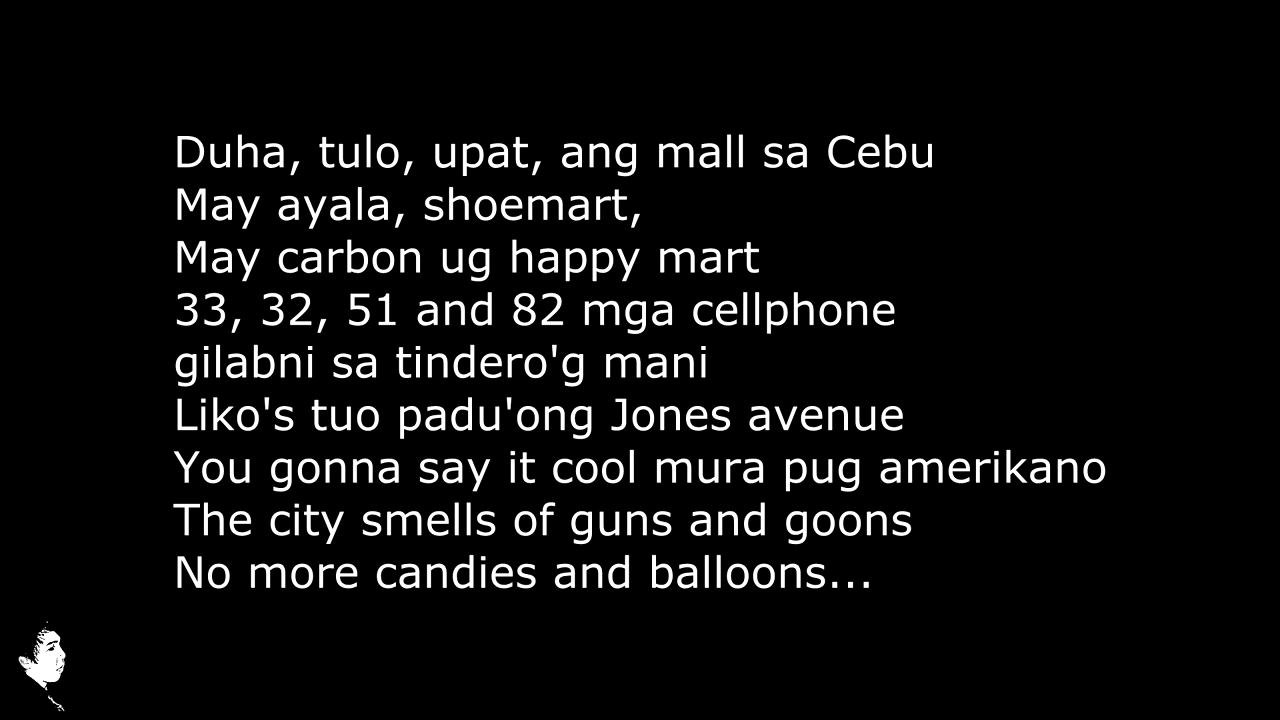 Duha, tulo, upat, ang mall sa Cebu
May ayala, shoemart,
May carbon ug happy mart
33, 32, 51 and 82 mga cellphone
gilabni sa tindero'g mani
Liko's tuo padu'ong Jones avenue
You gonna say it cool mura pug amerikano
The city smells of guns and goons
No more candies and balloons...